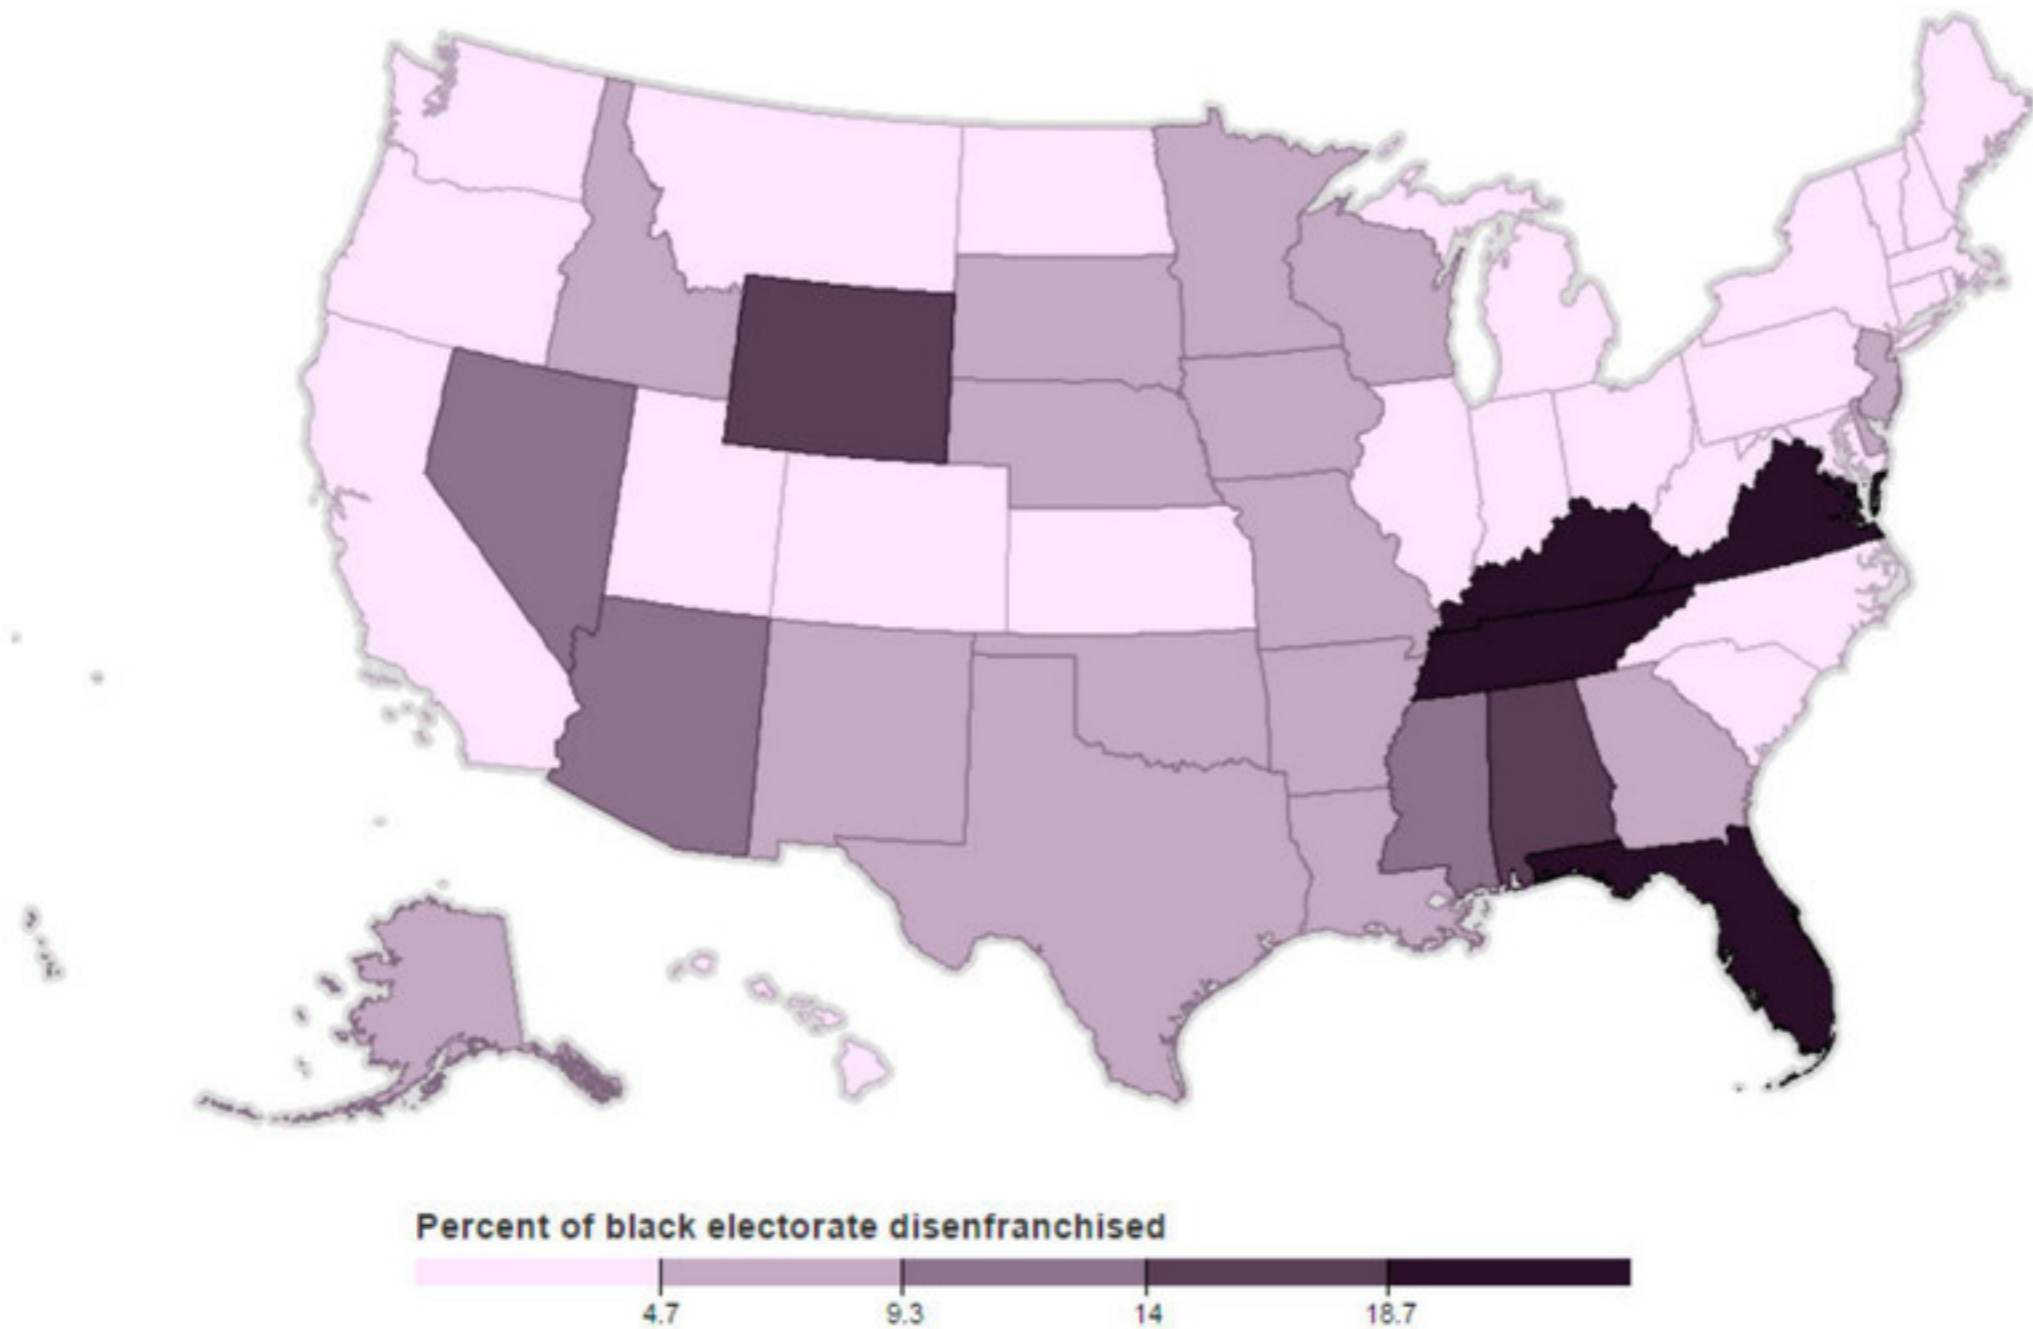 Percent of black electorate disenfranchised
4.7 9.3 14 18.7